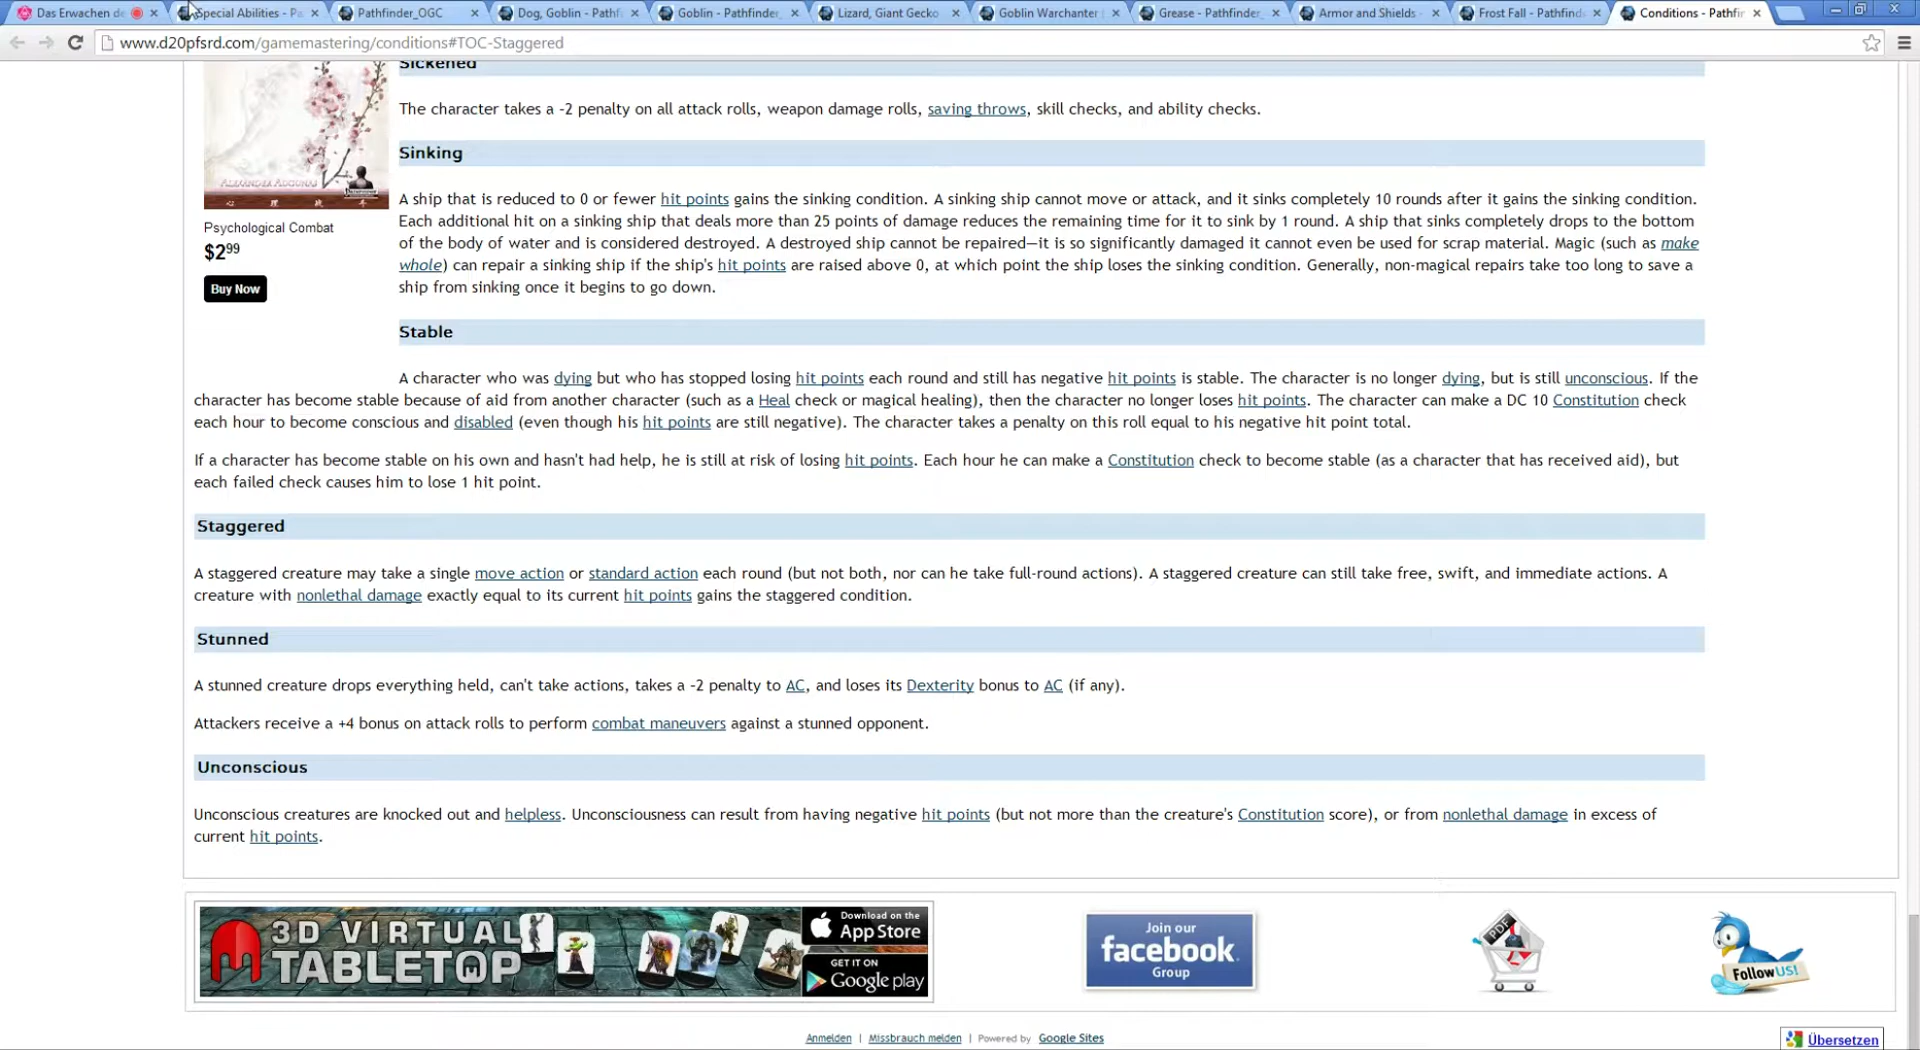 Das Erwachen de
Special Abilities - Pa
Pathfinder_OGC
Dog, Goblin - Pathf
Goblin - Pathfinder_
Lizard, Giant Gecko
Goblin Warchanter
Grease - Pathfinder_
Armor and Shields -
Frost Fall - Pathfind
Conditions - Pathfir
www.d20pfsrd.com/gamemastering/conditions#TOC-Staggered
Sickened
The character takes a -2 penalty on all attack rolls, weapon damage rolls, saving throws, skill checks, and ability checks.
Sinking
A ship that is reduced to 0 or fewer hit points gains the sinking condition. A sinking ship cannot move or attack, and it sinks completely 10 rounds after it gains the sinking condition.
Each additional hit on a sinking ship that deals more than 25 points of damage reduces the remaining time for it to sink by 1 round. A ship that sinks completely drops to the bottom
of the body of water and is considered destroyed. A destroyed ship cannot be repaired—it is so significantly damaged it cannot even be used for scrap material. Magic (such as make
whole) can repair a sinking ship if the ship's hit points are raised above 0, at which point the ship loses the sinking condition. Generally, non-magical repairs take too long to save a
ship from sinking once it begins to go down.
Psychological Combat
$2.99
Buy Now
Stable
A character who was dying but who has stopped losing hit points each round and still has negative hit points is stable. The character is no longer dying, but is still unconscious. If the
character has become stable because of aid from another character (such as a Heal check or magical healing), then the character no longer loses hit points. The character can make a DC 10 Constitution check
each hour to become conscious and disabled (even though his hit points are still negative). The character takes a penalty on this roll equal to his negative hit point total.
If a character has become stable on his own and hasn't had help, he is still at risk of losing hit points. Each hour he can make a Constitution check to become stable (as a character that has received aid), but
each failed check causes him to lose 1 hit point.
Staggered
A staggered creature may take a single move action or standard action each round (but not both, nor can he take full-round actions). A staggered creature can still take free, swift, and immediate actions. A
creature with nonlethal damage exactly equal to its current hit points gains the staggered condition.
Stunned
A stunned creature drops everything held, can't take actions, takes a -2 penalty to AC, and loses its Dexterity bonus to AC (if any).
Attackers receive a +4 bonus on attack rolls to perform combat maneuvers against a stunned opponent.
Unconscious
Unconscious creatures are knocked out and helpless. Unconsciousness can result from having negative hit points (but not more than the creature's Constitution score), or from nonlethal damage in excess of
current hit points.
3D VIRTUAL
TABLETOP
Download on the
App Store
GET IT ON
Google play
Join our
facebook
Group
PDF
Follow US!
Anmelden | Missbrauch melden | Powered by Google Sites
Übersetzen